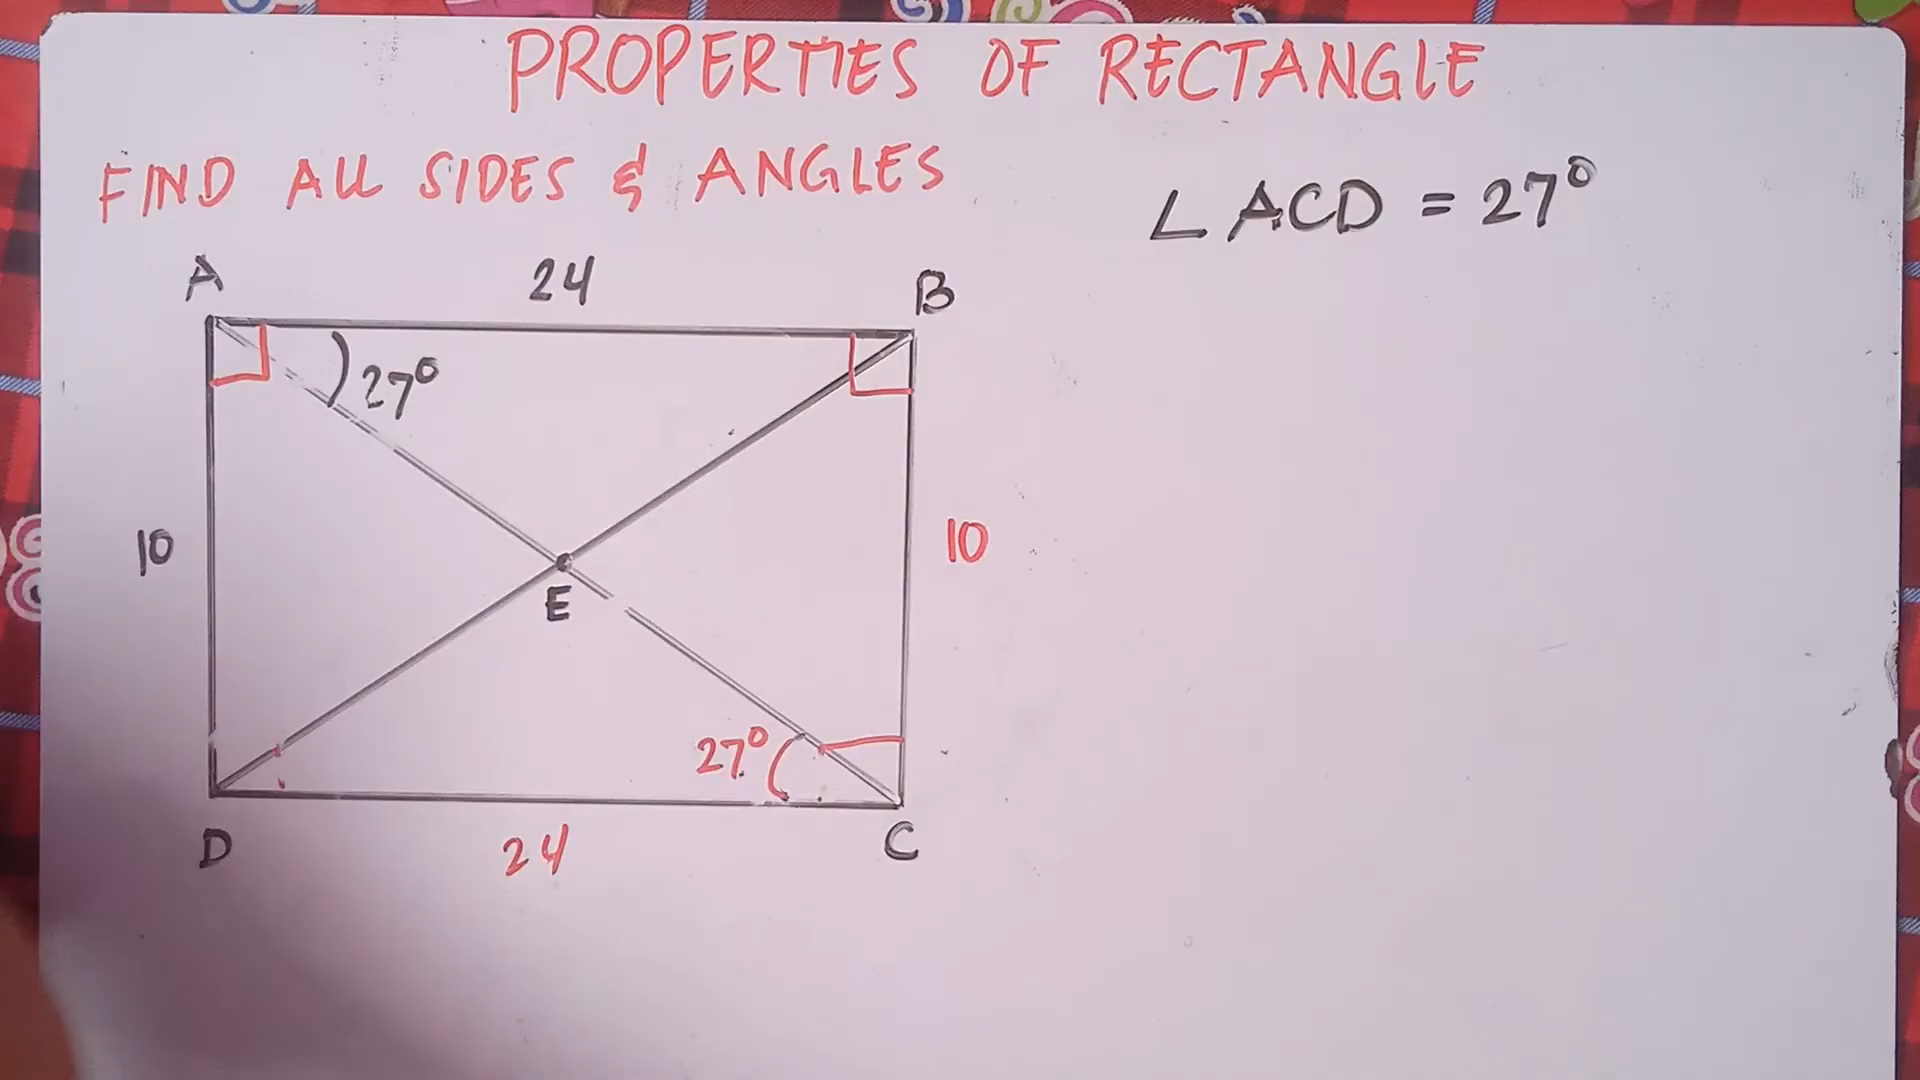 PROPERTIES OF RECTANGLE
FIND ALL SIDES & ANGLES
∠ ACD = 27°
A 24 B
27°
10 10
E
27°
D 24 C